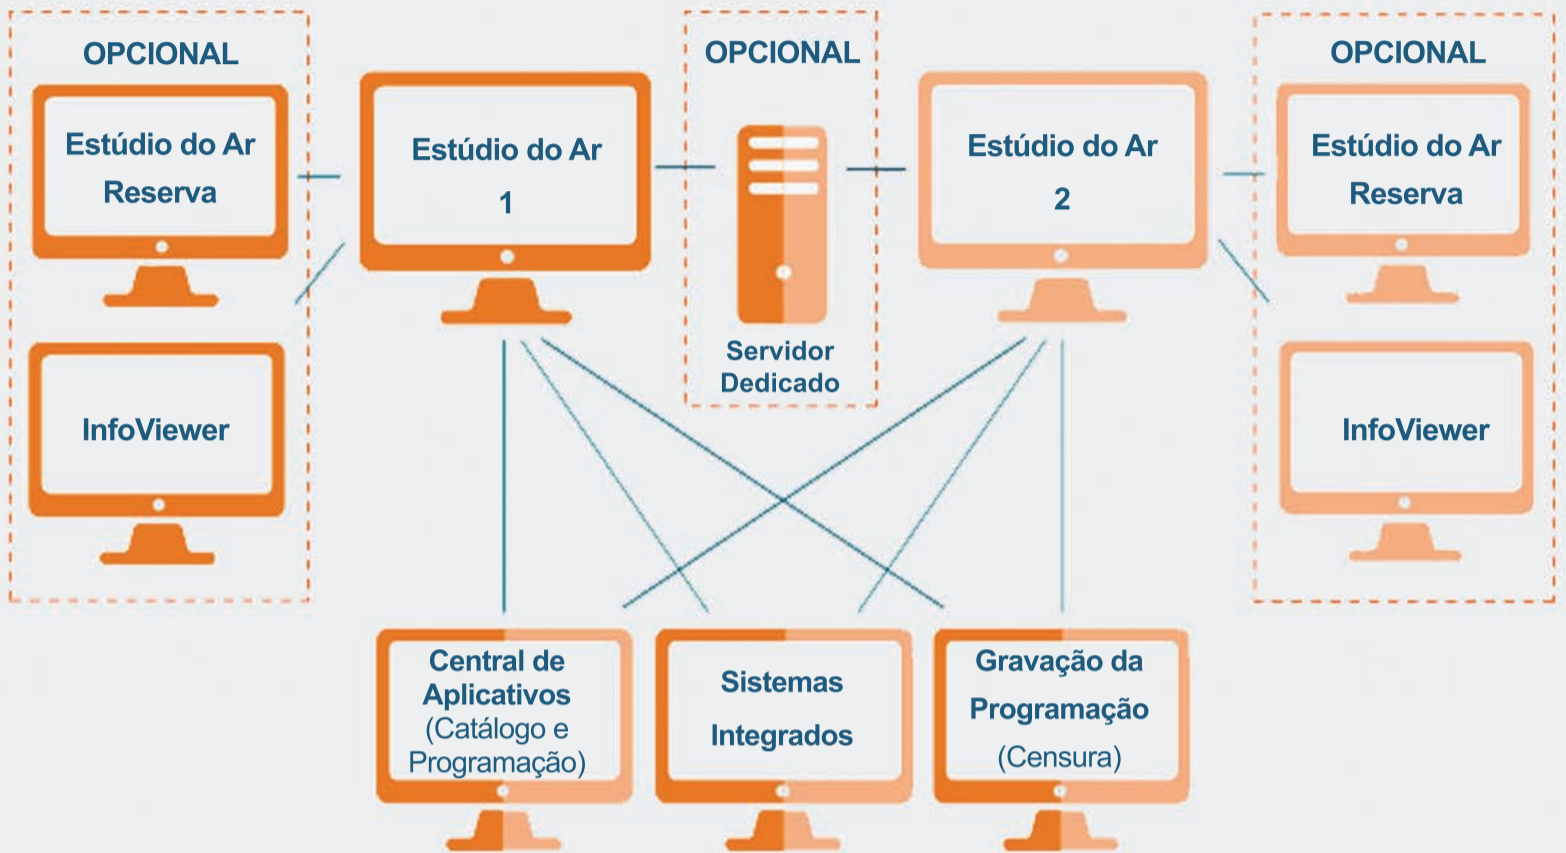 OPCIONAL
Estúdio do Ar
Reserva
InfoViewer
Estúdio do Ar
1
OPCIONAL
Servidor
Dedicado
Estúdio do Ar
2
OPCIONAL
Estúdio do Ar
Reserva
InfoViewer
Central de
Aplicativos
(Catálogo e
Programação)
Sistemas
Integrados
Gravação da
Programação
(Censura)